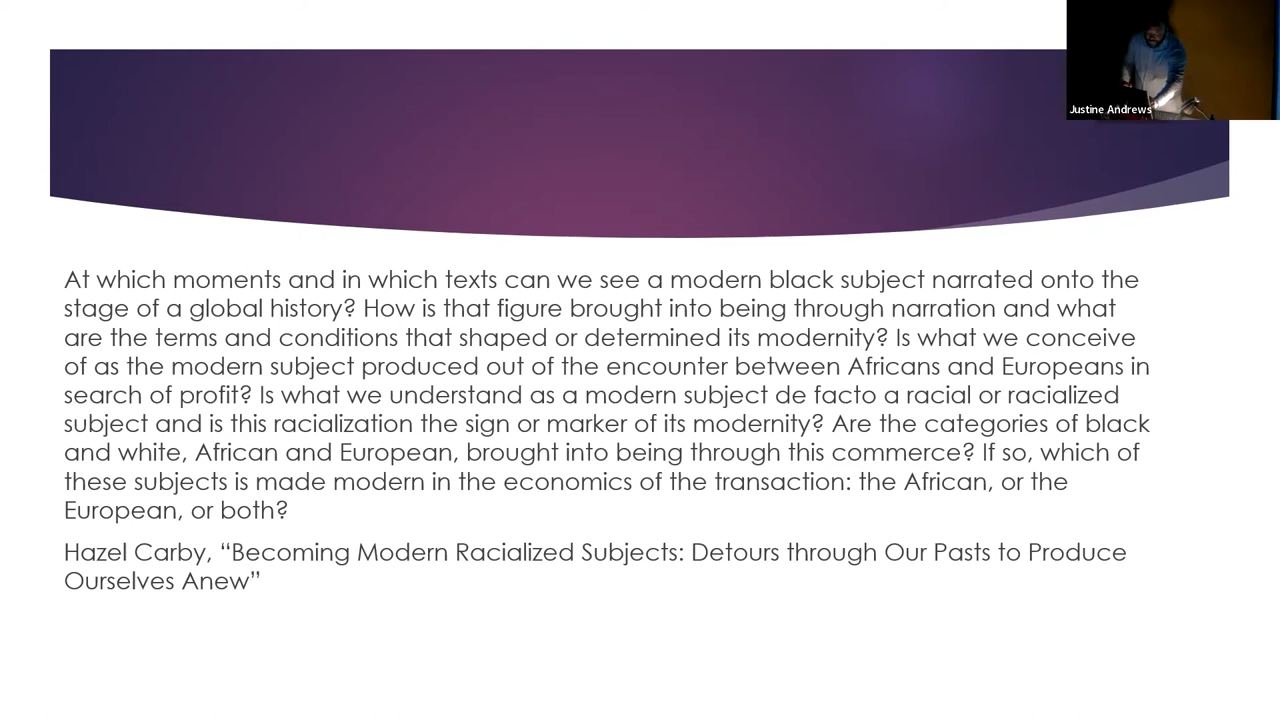 Justine Andrews
At which moments and in which texts can we see a modern black subject narrated onto the
stage of a global history? How is that figure brought into being through narration and what
are the terms and conditions that shaped or determined its modernity? Is what we conceive
of as the modern subject produced out of the encounter between Africans and Europeans in
search of profit? Is what we understand as a modern subject de facto a racial or racialized
subject and is this racialization the sign or marker of its modernity? Are the categories of black
and white, African and European, brought into being through this commerce? If so, which of
these subjects is made modern in the economics of the transaction: the African, or the
European, or both?
Hazel Carby, “Becoming Modern Racialized Subjects: Detours through Our Pasts to Produce
Ourselves Anew”